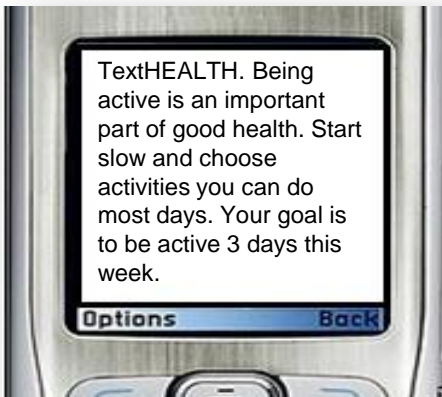 TextHEALTH. Being
active is an important
part of good health. Start
slow and choose
activities you can do
most days. Your goal is
to be active 3 days this
week.
Options Back